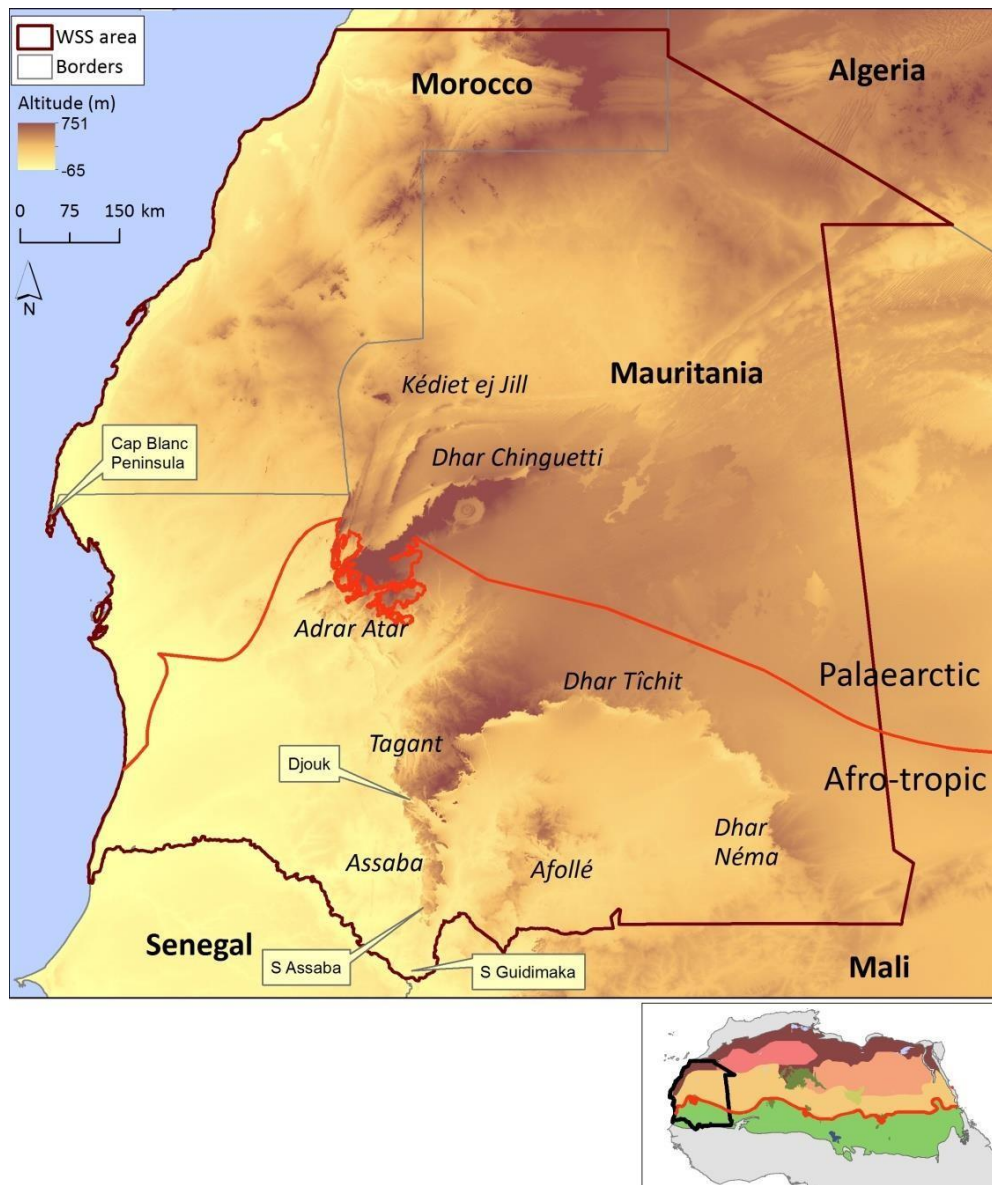 WSS area
Borders
Altitude (m)
751
-65
0 75 150 km
N
Morocco
Algeria
Mauritania
Kédiet ej Jill
Cap Blanc
Peninsula
Dhar Chinguetti
Adrar Atar
Dhar Tîchit
Palaearctic
Tagant
Djouk
Afro-tropic
Dhar
Néma
Assaba
Afollé
Senegal
S Assaba
S Guidimaka
Mali